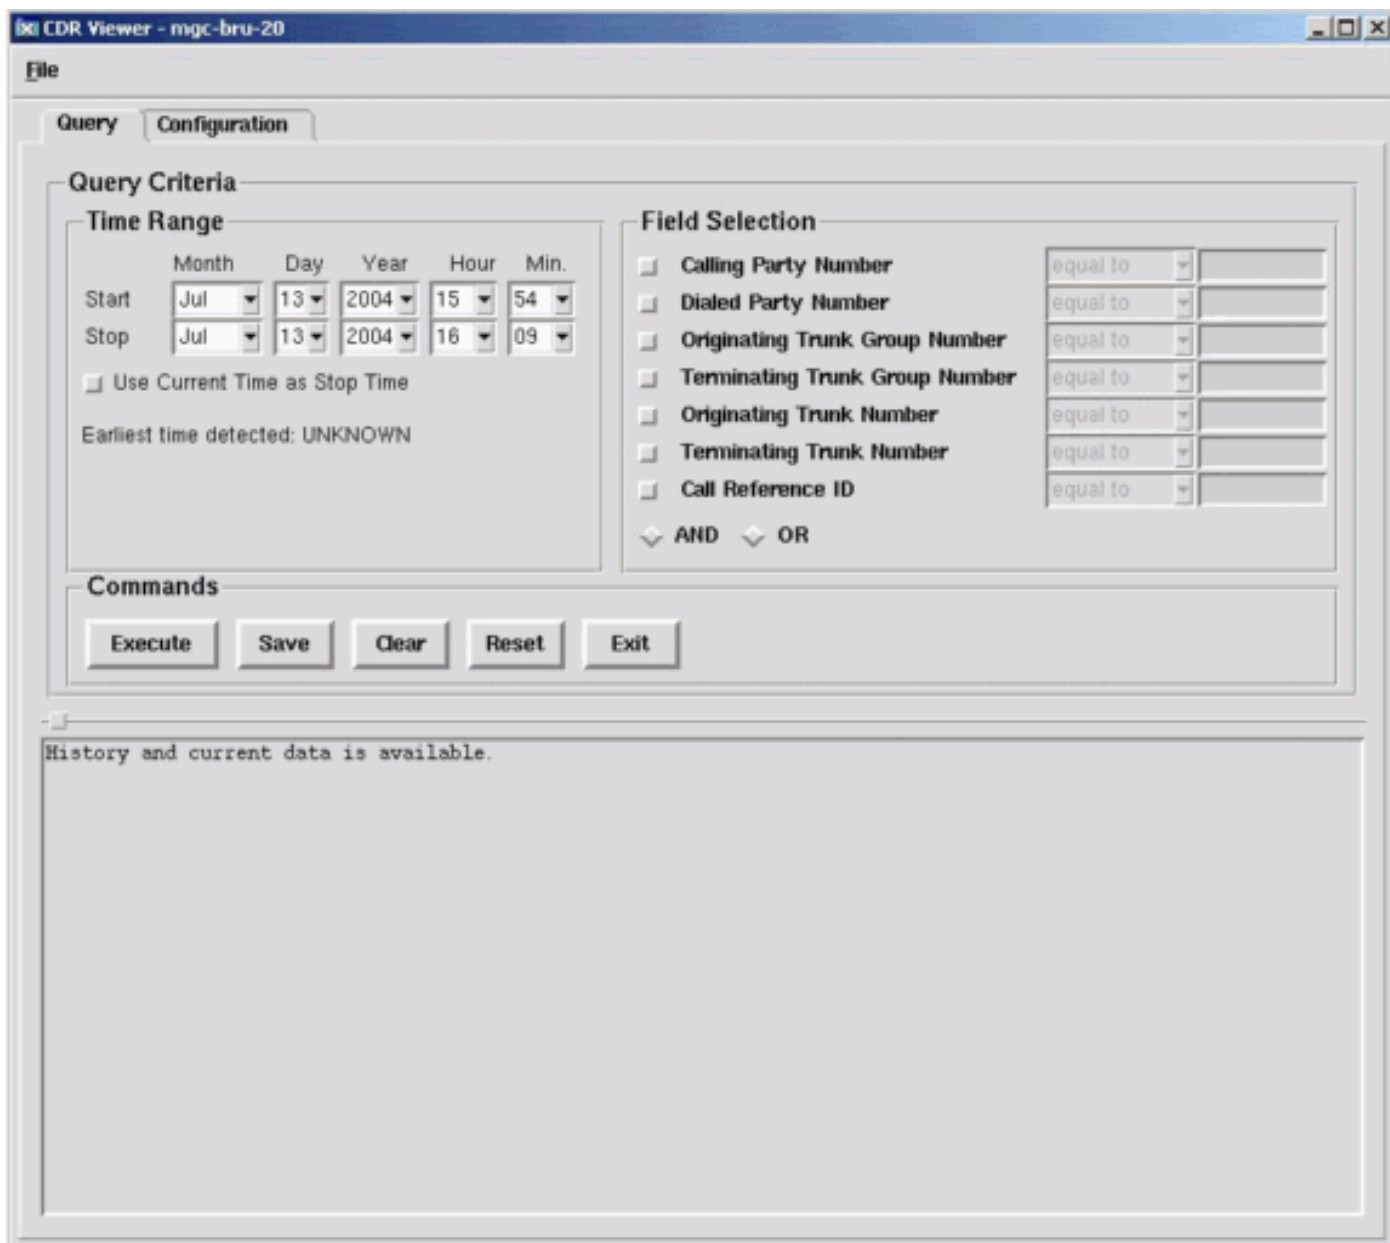 CDR Viewer - mgc-bru-20
File
Query Configuration
Query Criteria
Time Range
Month Day Year Hour Min.
Start Jul 13 2004 15 54
Stop Jul 13 2004 16 09
Use Current Time as Stop Time
Earliest time detected: UNKNOWN
Field Selection
Calling Party Number equal to
Dialed Party Number equal to
Originating Trunk Group Number equal to
Terminating Trunk Group Number equal to
Originating Trunk Number equal to
Terminating Trunk Number equal to
Call Reference ID equal to
AND OR
Commands
Execute Save Clear Reset Exit
History and current data is available.